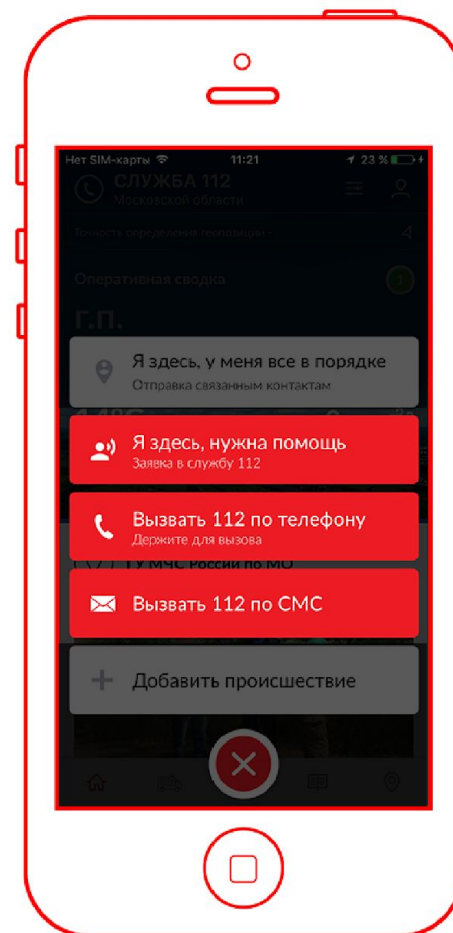 Нет SIM-карты 11:21 23 %
СЛУЖБА 112
Московской области
Точность определения геопозиции -
Оперативная сводка 1
Г.П.
Я здесь, у меня все в порядке
Отправка связанным контактам
Я здесь, нужна помощь
Заявка в службу 112
Вызвать 112 по телефону
Держите для вызова
ГУ МЧС России по МО
Вызвать 112 по СМС
Добавить происшествие